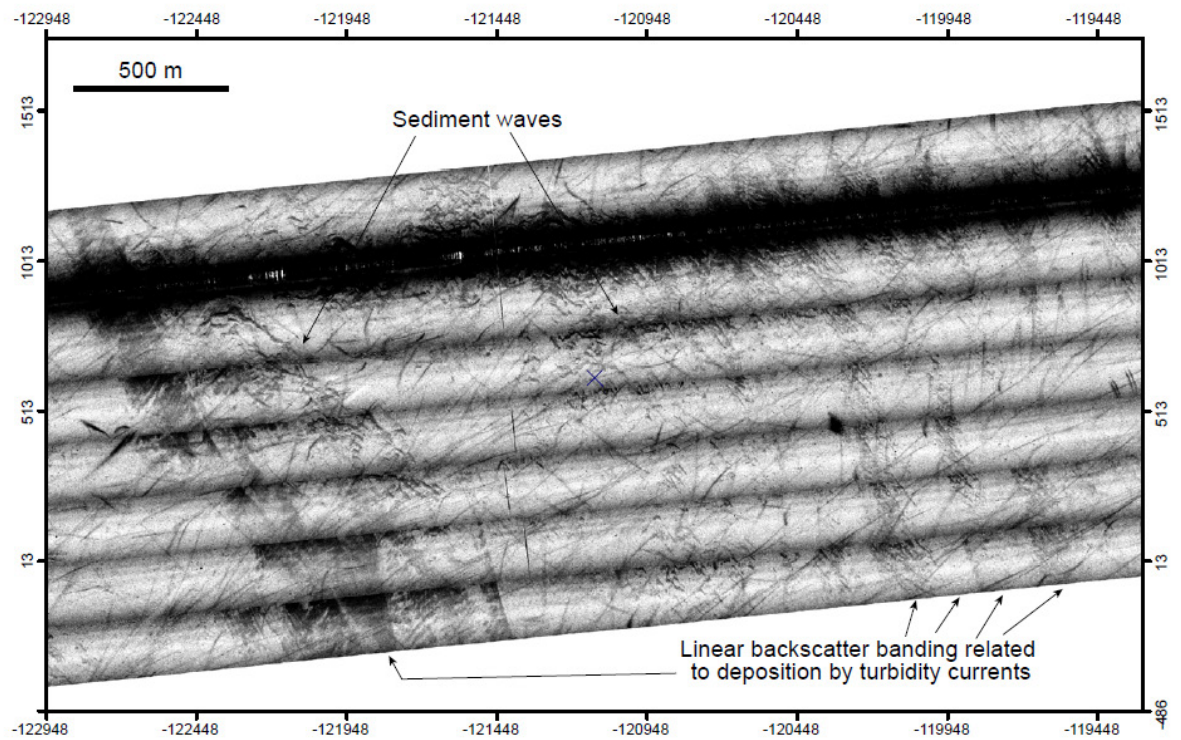 -122948 -122448 -121948 -121448 -120948 -120448 -119948 -119448
500 m
1513 1513
Sediment waves
1013 1013
513 513
13 13
Linear backscatter banding related
to deposition by turbidity currents
-486 -486
-122948 -122448 -121948 -121448 -120948 -120448 -119948 -119448